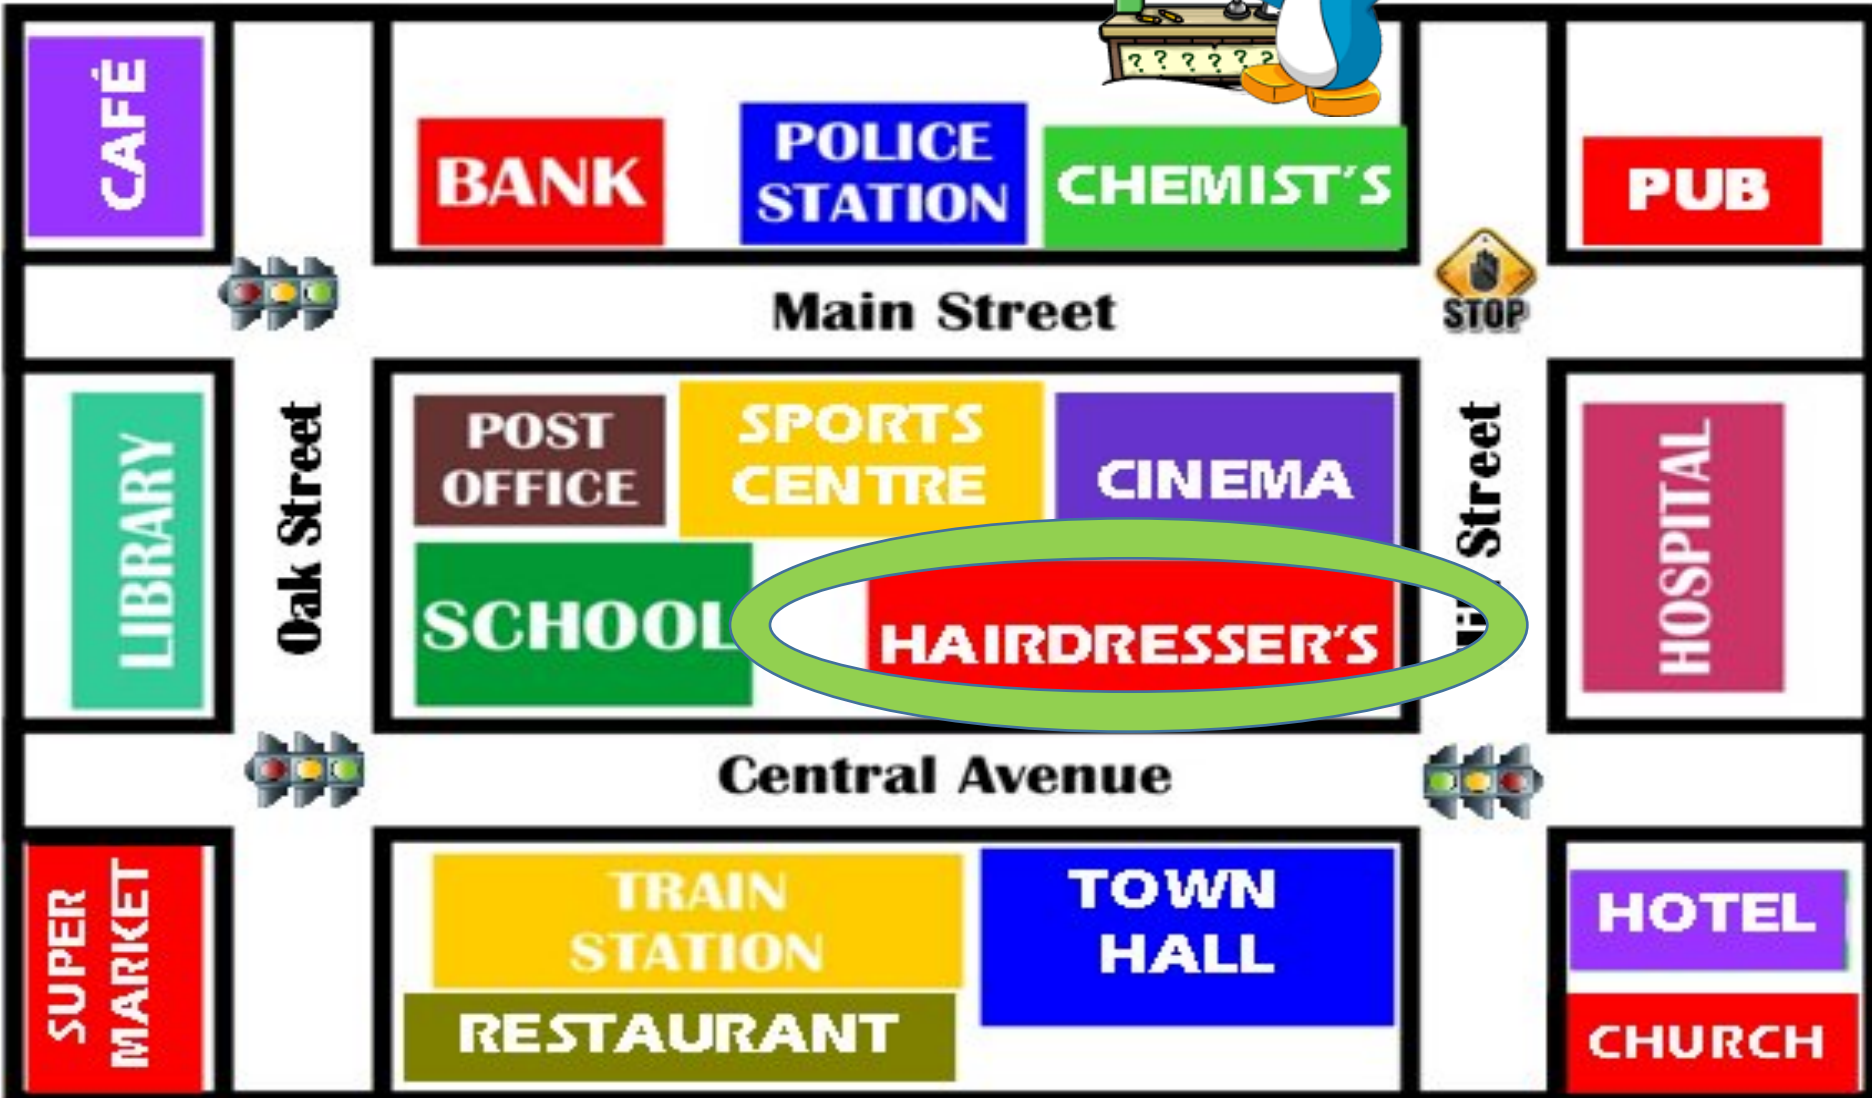 CAFÉ
? ? ? ? ? ?
BANK
POLICE
STATION
CHEMIST'S
PUB
Main Street
STOP
LIBRARY
Oak Street
POST
OFFICE
SPORTS
CENTRE
CINEMA
Street
HOSPITAL
SCHOOL
HAIRDRESSER'S
Central Avenue
SUPER
MARKET
TRAIN
STATION
TOWN
HALL
HOTEL
RESTAURANT
CHURCH